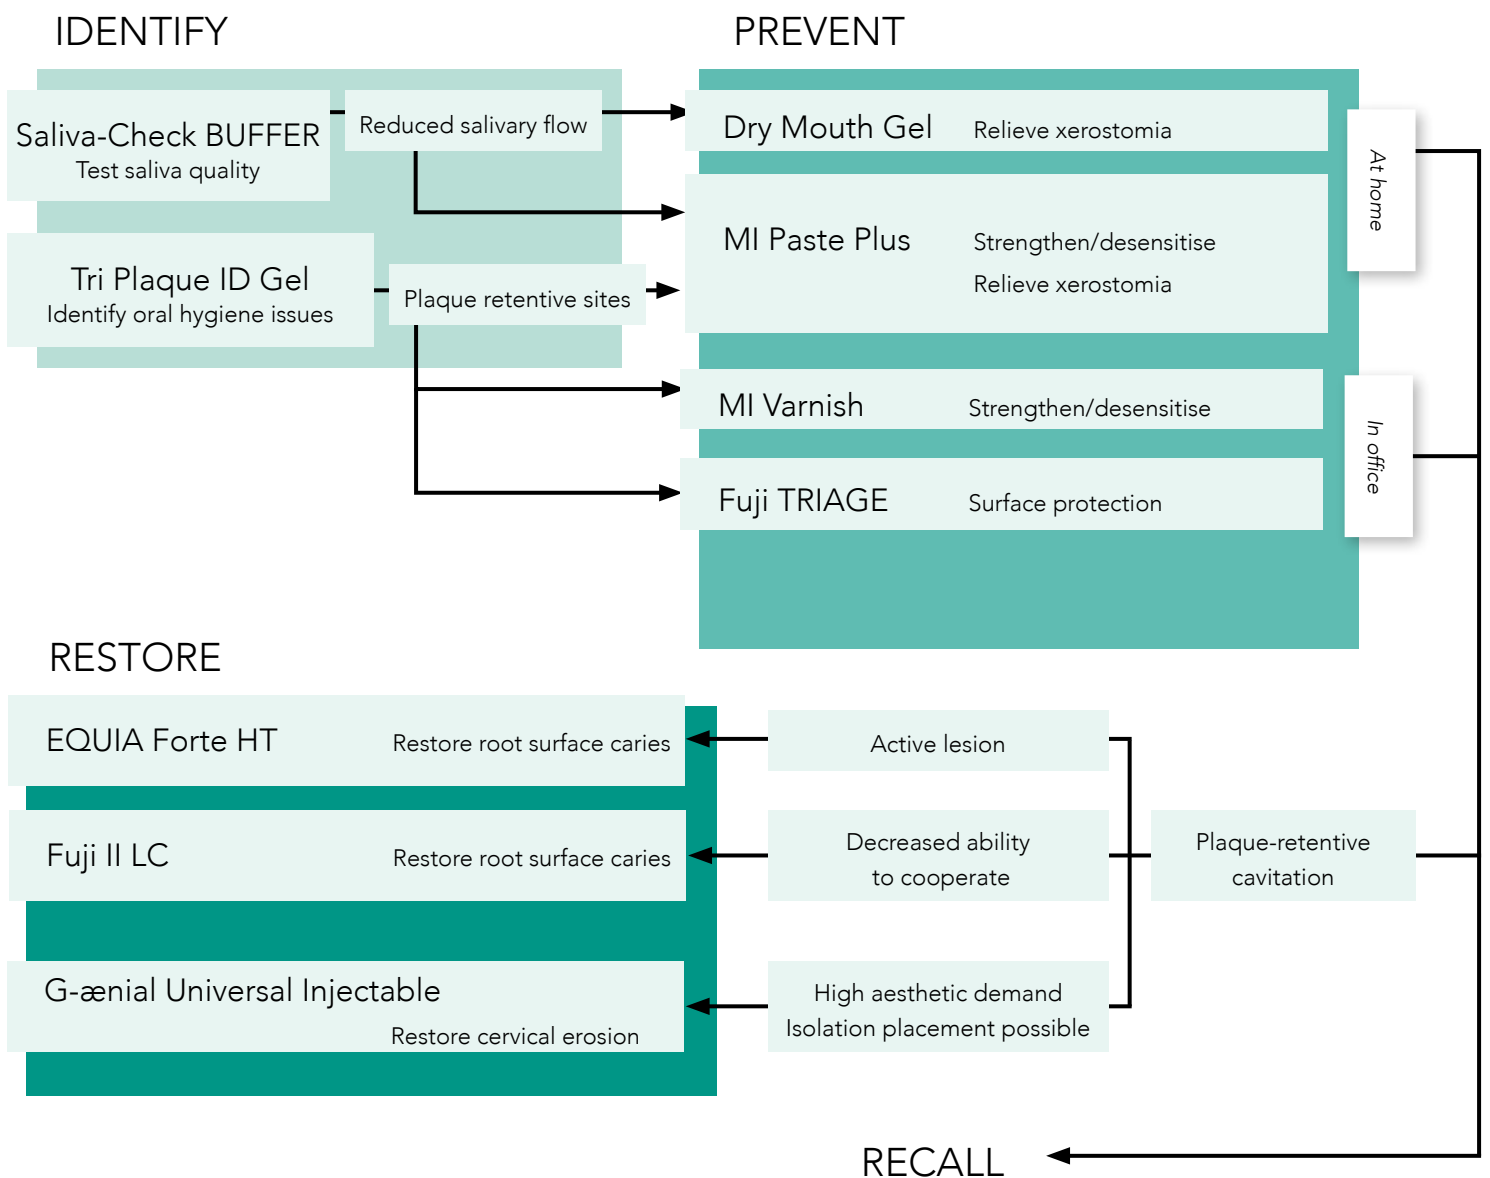 IDENTIFY
Saliva-Check BUFFER
Test saliva quality
Reduced salivary flow
Tri Plaque ID Gel
Identify oral hygiene issues
Plaque retentive sites
PREVENT
Dry Mouth Gel
Relieve xerostomia
MI Paste Plus
Strengthen/desensitise
Relieve xerostomia
At home
MI Varnish
Strengthen/desensitise
Fuji TRIAGE
Surface protection
In office
RESTORE
EQUIA Forte HT
Restore root surface caries
Active lesion
Fuji II LC
Restore root surface caries
Decreased ability
to cooperate
Plaque-retentive
cavitation
G-ænial Universal Injectable
Restore cervical erosion
High aesthetic demand
Isolation placement possible
RECALL